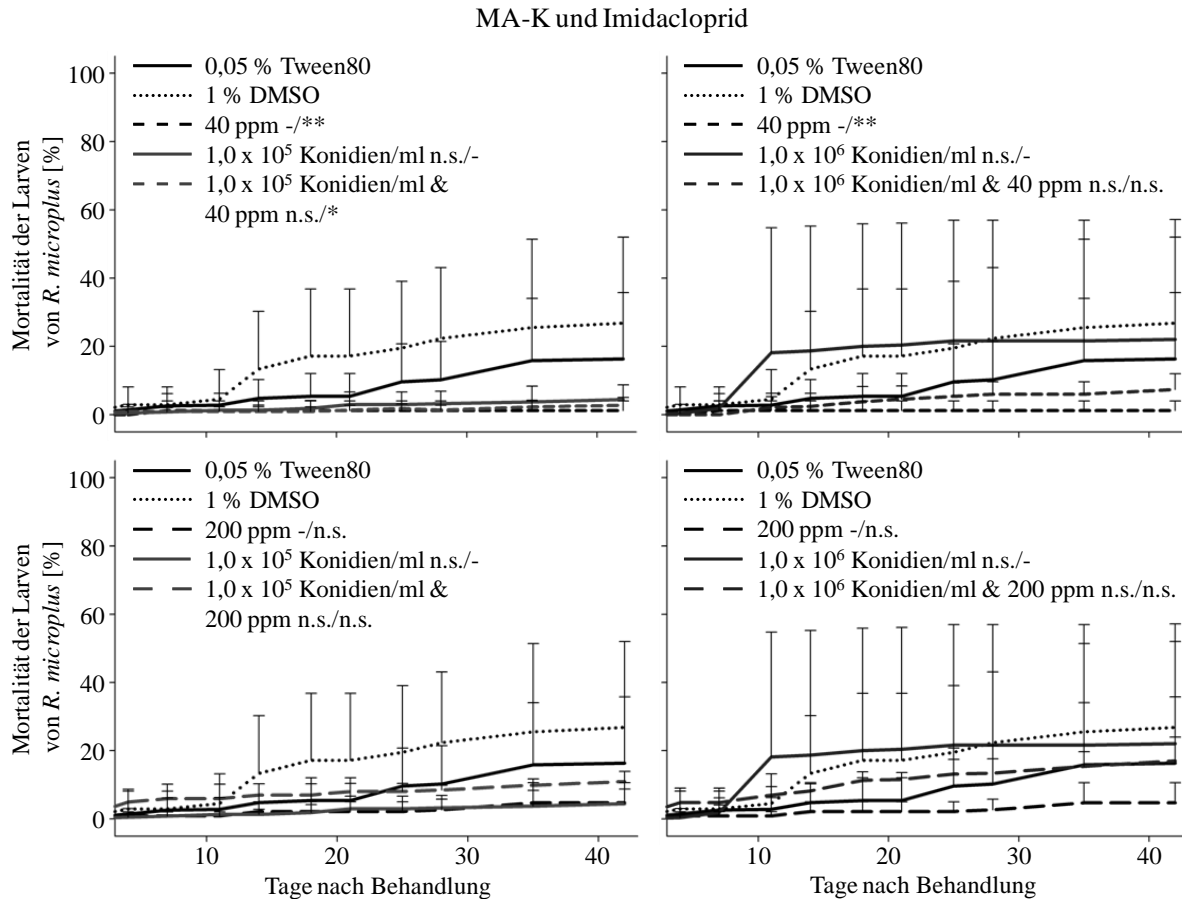 MA-K und Imidacloprid
Mortalität der Larven
von R. microplus [%]
100
80
60
40
20
0
0,05 % Tween80
1 % DMSO
40 ppm -/**
1,0 x 10⁵ Konidien/ml n.s./-
1,0 x 10⁵ Konidien/ml &
40 ppm n.s./*
0,05 % Tween80
1 % DMSO
40 ppm -/**
1,0 x 10⁶ Konidien/ml n.s./-
1,0 x 10⁶ Konidien/ml & 40 ppm n.s./n.s.
Mortalität der Larven
von R. microplus [%]
100
80
60
40
20
0
0,05 % Tween80
1 % DMSO
200 ppm -/n.s.
1,0 x 10⁵ Konidien/ml n.s./-
1,0 x 10⁵ Konidien/ml &
200 ppm n.s./n.s.
0,05 % Tween80
1 % DMSO
200 ppm -/n.s.
1,0 x 10⁶ Konidien/ml n.s./-
1,0 x 10⁶ Konidien/ml & 200 ppm n.s./n.s.
10 20 30 40
10 20 30 40
Tage nach Behandlung
Tage nach Behandlung